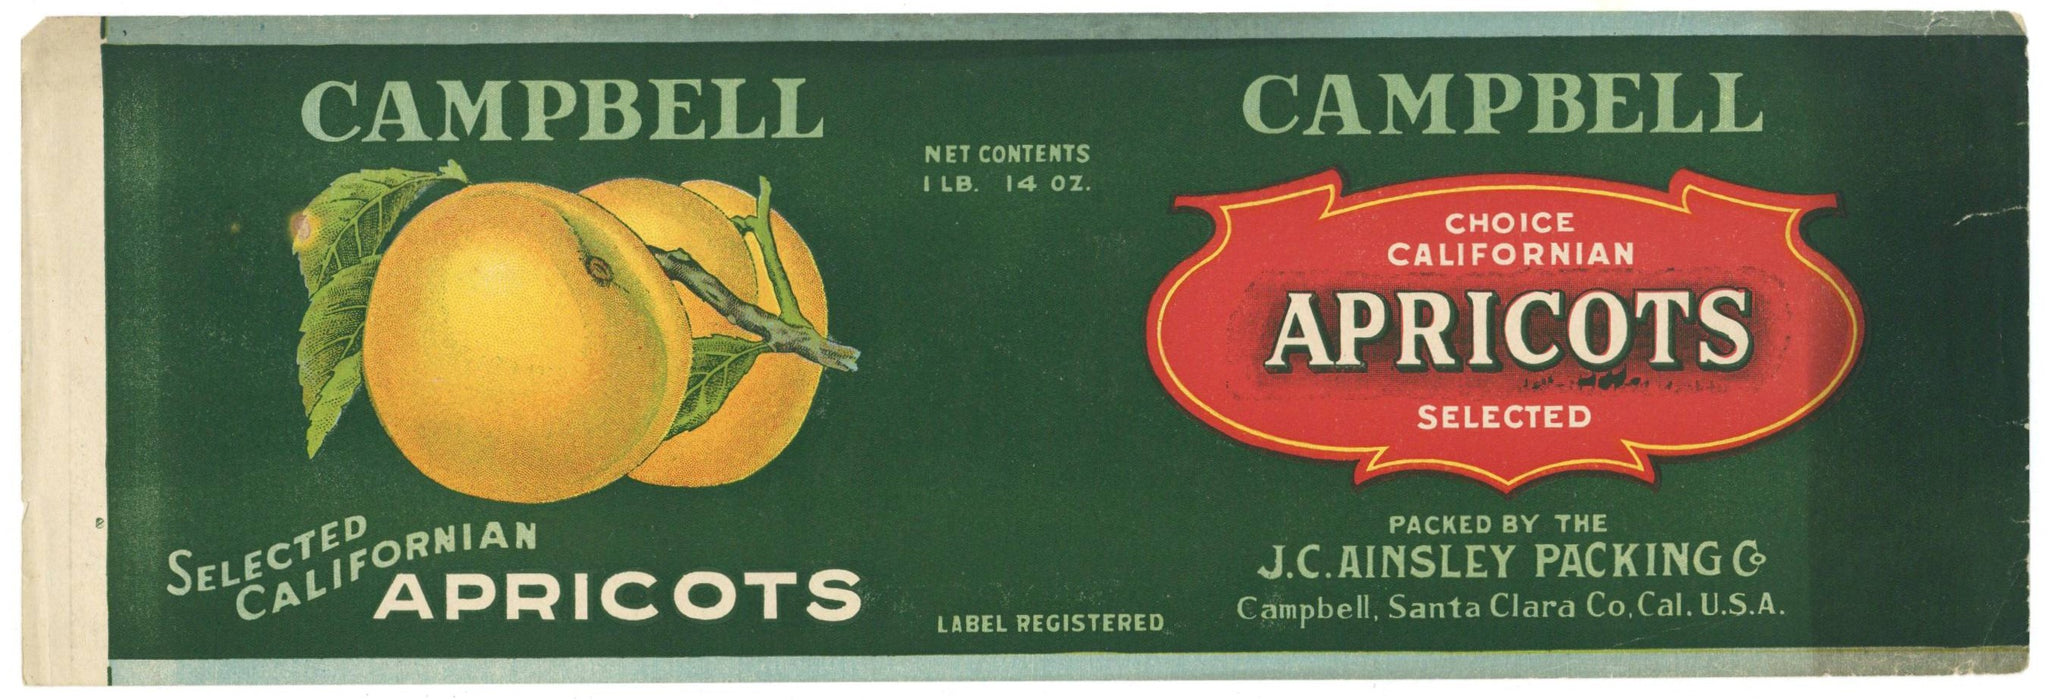 CAMPBELL
SELECTED
CALIFORNIAN
APRICOTS
NET CONTENTS
1 LB. 14 OZ.
LABEL REGISTERED
CAMPBELL
CHOICE
CALIFORNIAN
APRICOTS
SELECTED
PACKED BY THE
J.C. AINSLEY PACKING Co
Campbell, Santa Clara Co, Cal. U.S.A.